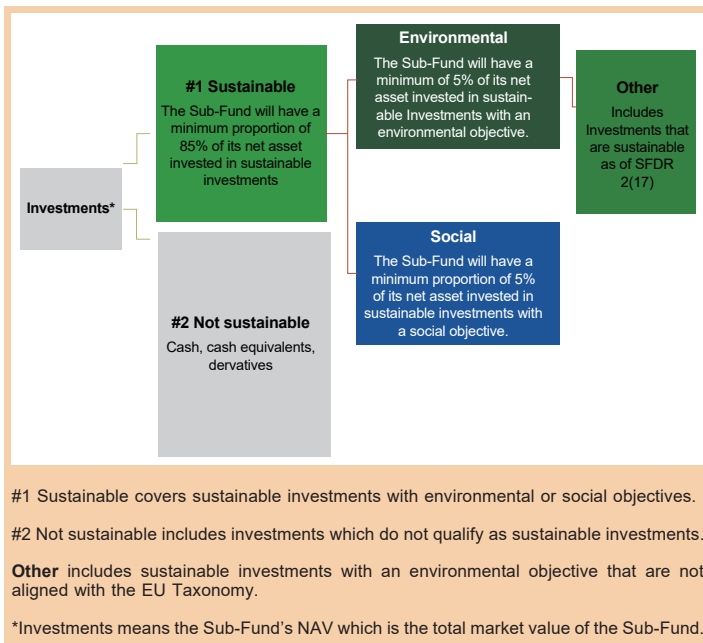 Investments*
#1 Sustainable
The Sub-Fund will have a
minimum proportion of
85% of its net asset
invested in sustainable
investments
#2 Not sustainable
Cash, cash equivalents,
dervatives
Environmental
The Sub-Fund will have a
minimum of 5% of its net
asset invested in sustain-
able Investments with an
environmental objective.
Social
The Sub-Fund will have a
minimum proportion of 5%
of its net asset invested in
sustainable investments with
a social objective.
Other
Includes
Investments that
are sustainable
as of SFDR
2(17)
#1 Sustainable covers sustainable investments with environmental or social objectives.
#2 Not sustainable includes investments which do not qualify as sustainable investments.
Other includes sustainable investments with an environmental objective that are not
aligned with the EU Taxonomy.
*Investments means the Sub-Fund's NAV which is the total market value of the Sub-Fund.